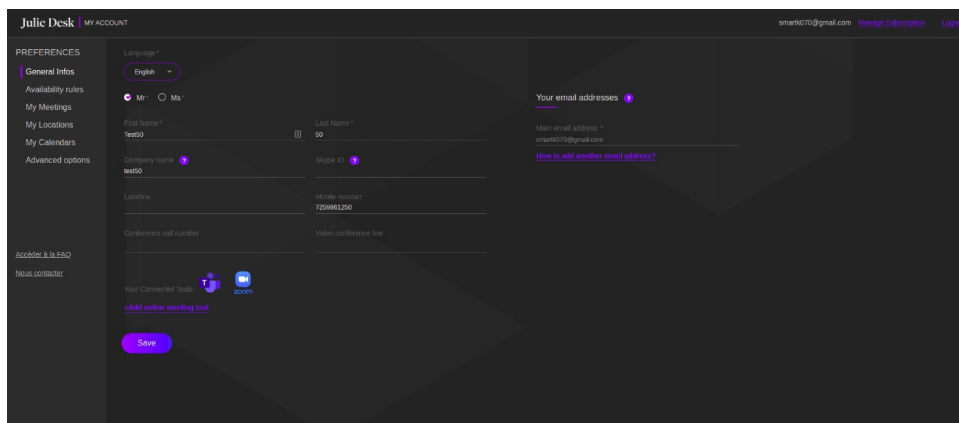 Julie Desk MY ACCOUNT
smartk070@gmail.com Manage Subscription
PREFERENCES
General Infos
Availability rules
My Meetings
My Locations
My Calendars
Advanced options
Accéder à la FAQ
Nous contacter
Language*
English
Mr Ms
First Name*
Test50
Last Name*
50
Company name ?
test50
Skype ID ?
Landline
Mobile number
7259861250
Conference call number
Video conference line
Your Connected Tools:
T
zoom
+Add online meeting tool
Save
Your email addresses ?
Main email address *
smartk070@gmail.com
How to add another email address?